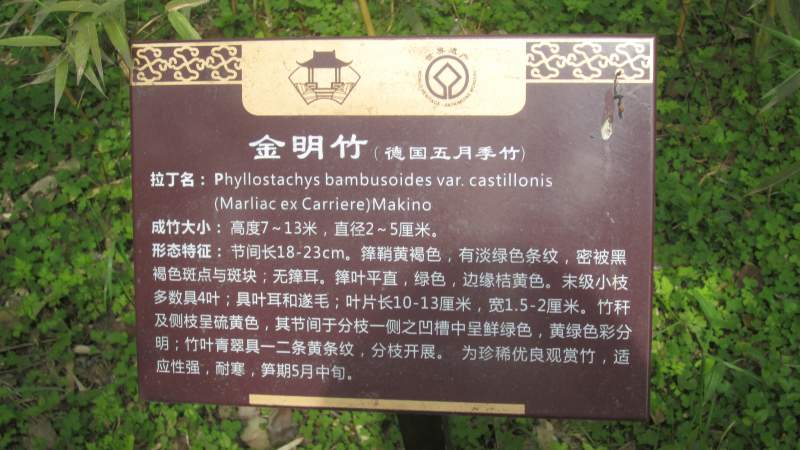 世界遗产
WORLD HERITAGE · PATRIMOINE MONDIAL
金明竹（德国五月季竹）
拉丁名：Phyllostachys bambusoides var. castillonis
(Marliac ex Carriere)Makino
成竹大小：高度7~13米，直径2~5厘米。
形态特征：节间长18-23cm。箨鞘黄褐色，有淡绿色条纹，密被黑
褐色斑点与斑块；无箨耳。箨叶平直，绿色，边缘桔黄色。末级小枝
多数具4叶；具叶耳和遂毛；叶片长10-13厘米，宽1.5-2厘米。竹秆
及侧枝呈硫黄色，其节间于分枝一侧之凹槽中呈鲜绿色，黄绿色彩分
明；竹叶青翠具一二条黄条纹，分枝开展。 为珍稀优良观赏竹，适
应性强，耐寒，笋期5月中旬。